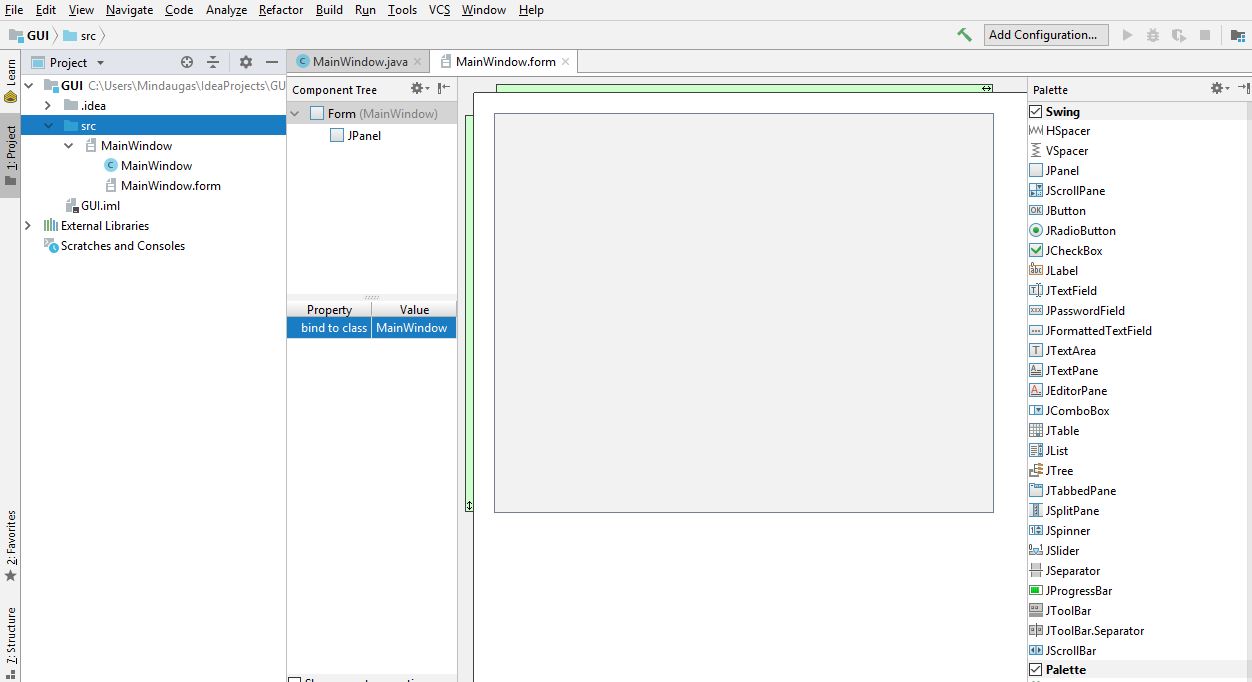 File Edit View Navigate Code Analyze Refactor Build Run Tools VCS Window Help
GUI src
Add Configuration...
Learn
1: Project
2: Favorites
7: Structure
Project
GUI C:\Users\Mindaugas\IdeaProjects\GU
.idea
src
MainWindow
MainWindow
MainWindow.form
GUI.iml
External Libraries
Scratches and Consoles
MainWindow.java
MainWindow.form
Component Tree
Form (MainWindow)
JPanel
Property Value
bind to class MainWindow
Palette
Swing
HSpacer
VSpacer
JPanel
JScrollPane
JButton
JRadioButton
JCheckBox
JLabel
JTextField
JPasswordField
JFormattedTextField
JTextArea
JTextPane
JEditorPane
JComboBox
JTable
JList
JTree
JTabbedPane
JSplitPane
JSpinner
JSlider
JSeparator
JProgressBar
JToolBar
JToolBar.Separator
JScrollBar
Palette